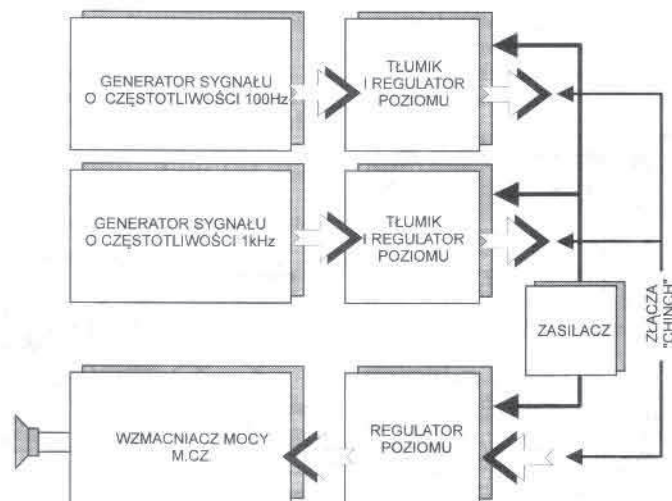 GENERATOR SYGNAŁU
O CZĘSTOTLIWOŚCI 100Hz
TŁUMIK
I REGULATOR
POZIOMU
GENERATOR SYGNAŁU
O CZĘSTOTLIWOŚCI 1kHz
TŁUMIK
I REGULATOR
POZIOMU
ZASILACZ
ZŁĄCZA
"CHINCH"
WZMACNIACZ MOCY
M.CZ.
REGULATOR
POZIOMU